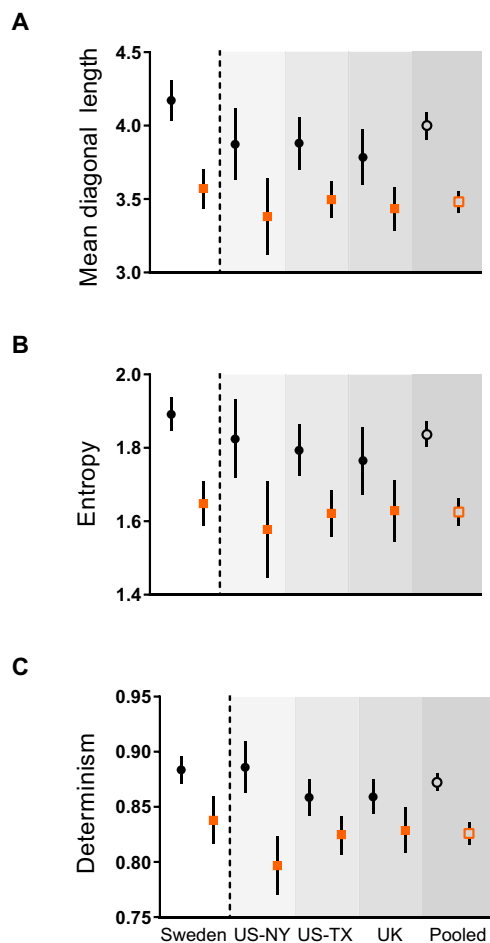 A
Mean diagonal length
4.5
4.0
3.5
3.0
B
Entropy
2.0
1.8
1.6
1.4
C
Determinism
0.95
0.90
0.85
0.80
0.75
Sweden US-NY US-TX UK Pooled